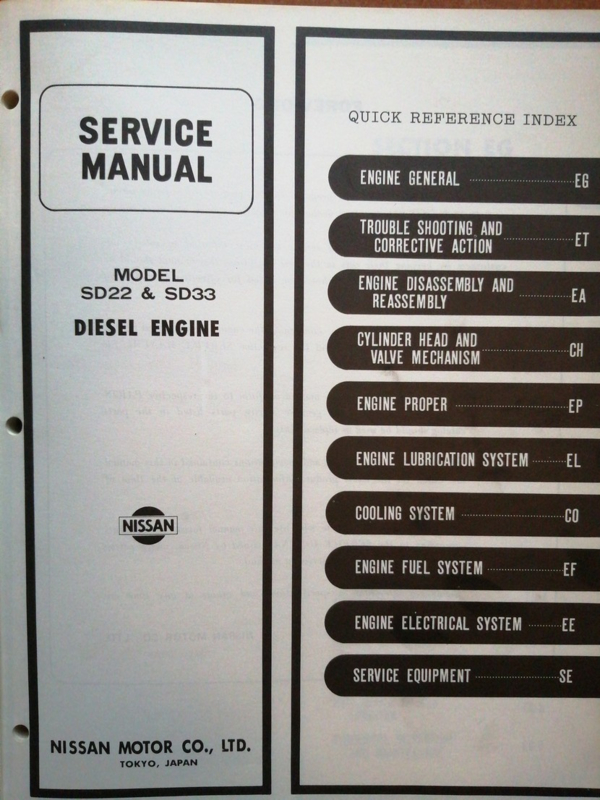 SERVICE
MANUAL
MODEL
SD22 & SD33
DIESEL ENGINE
NISSAN
NISSAN MOTOR CO., LTD.
TOKYO, JAPAN
QUICK REFERENCE INDEX
ENGINE GENERAL EG
TROUBLE SHOOTING AND
CORRECTIVE ACTION ET
ENGINE DISASSEMBLY AND
REASSEMBLY EA
CYLINDER HEAD AND
VALVE MECHANISM CH
ENGINE PROPER EP
ENGINE LUBRICATION SYSTEM EL
COOLING SYSTEM CO
ENGINE FUEL SYSTEM EF
ENGINE ELECTRICAL SYSTEM EE
SERVICE EQUIPMENT SE